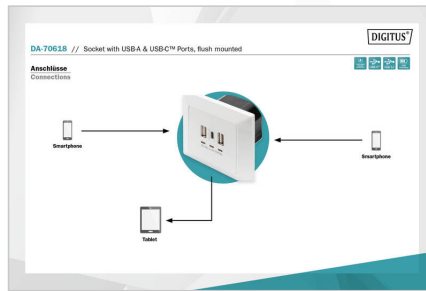 DIGITUS®
DA-70618 // Socket with USB-A & USB-C™ Ports, flush mounted
Anschlüsse
Connections
Smartphone
Smartphone
Tablet